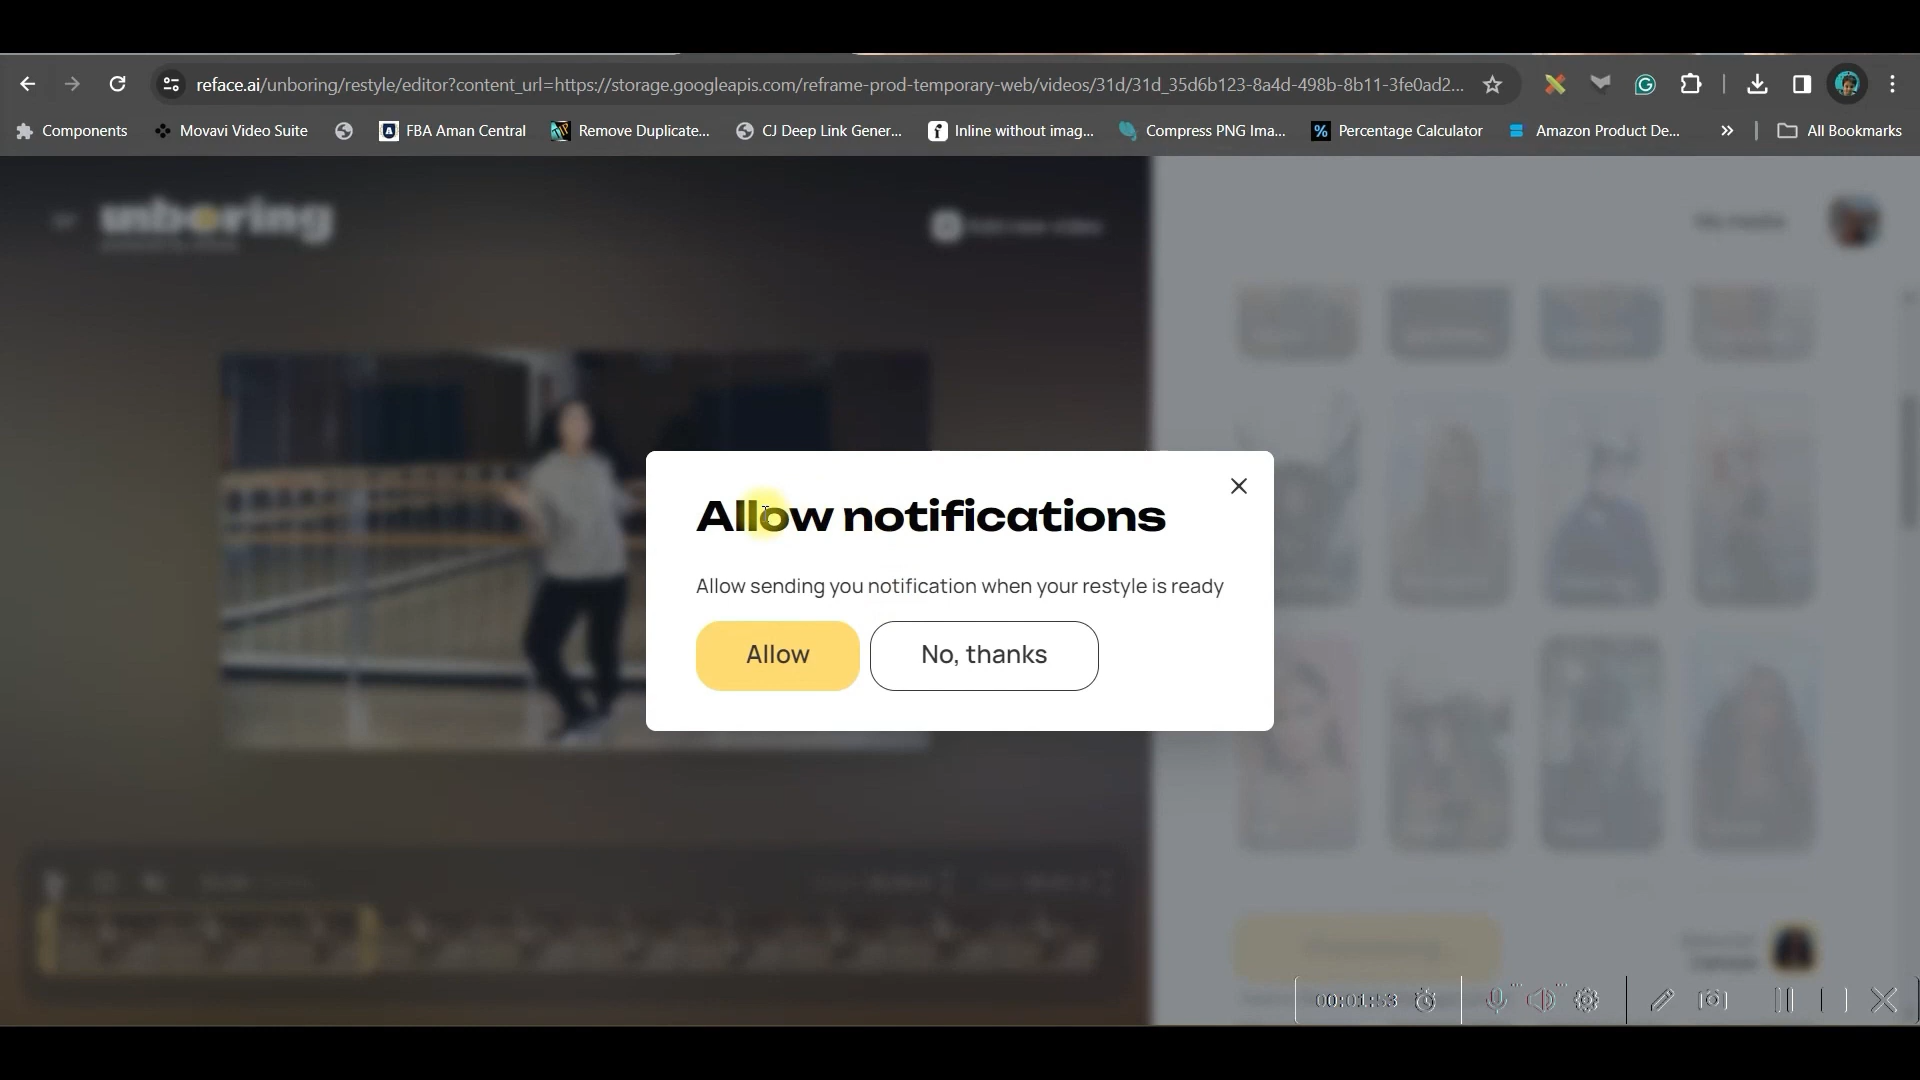 reface.ai/unboring/restyle/editor?content_url=https://storage.googleapis.com/reframe-prod-temporary-web/videos/31d/31d_35d6b123-8a4d-498b-8b11-3fe0ad2...
Components Movavi Video Suite FBA Aman Central Remove Duplicate... CJ Deep Link Gener... Inline without imag... Compress PNG Ima... % Percentage Calculator Amazon Product De... » All Bookmarks
unboring
Add new video
Allow notifications
Allow sending you notification when your restyle is ready
Allow No, thanks
00:01:53